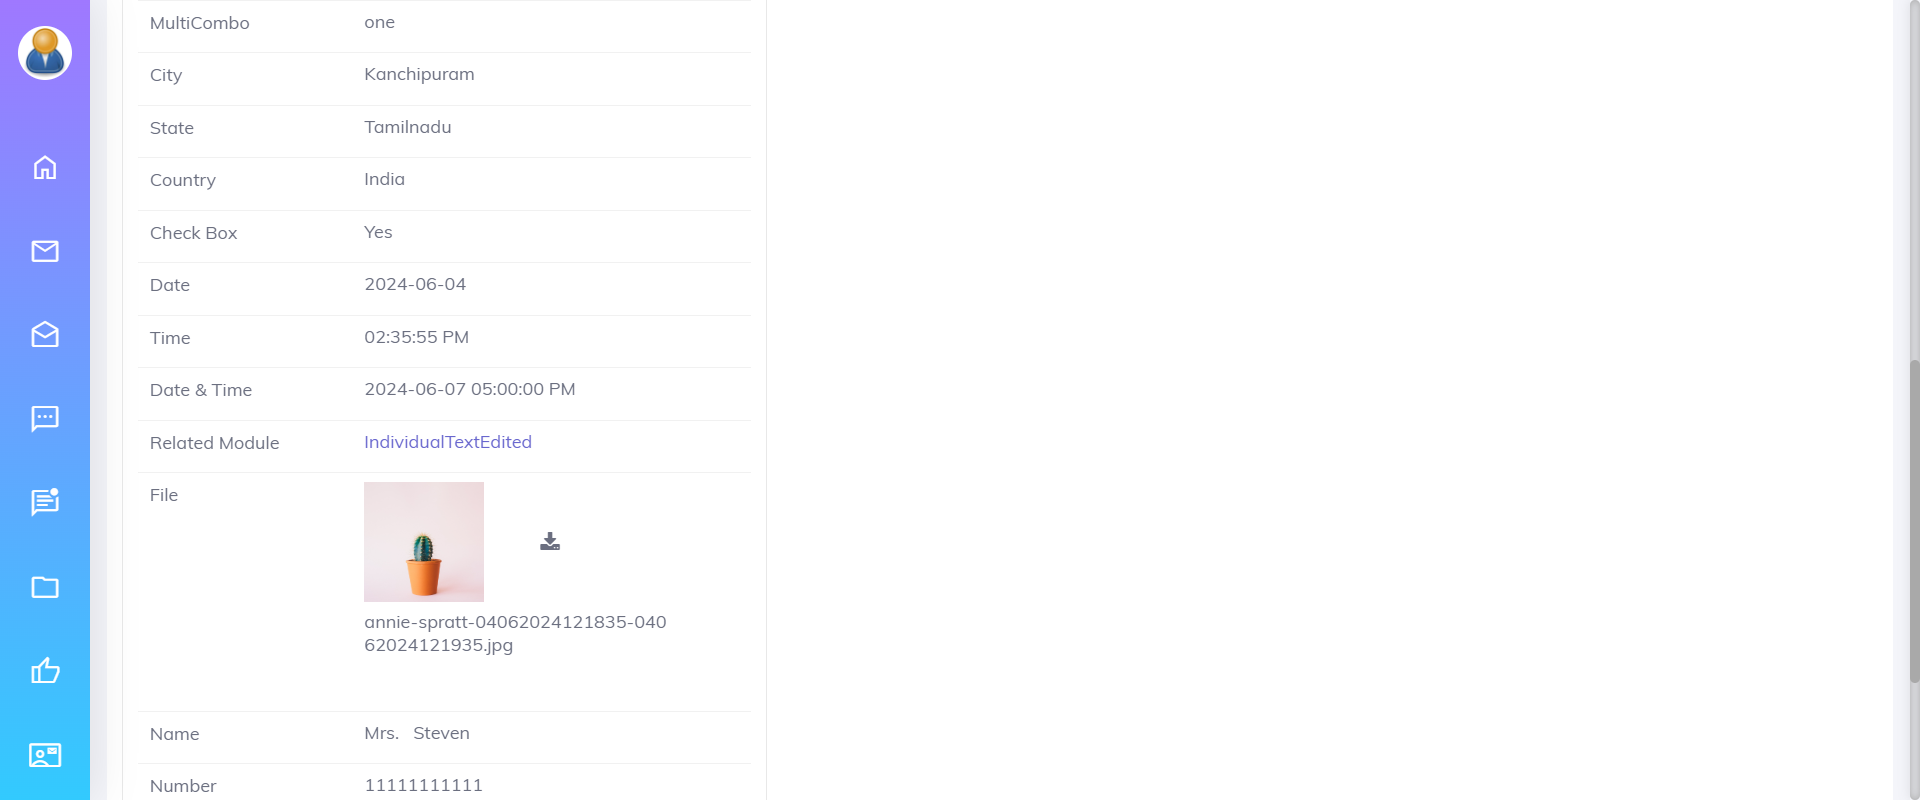 MultiCombo one
City Kanchipuram
State Tamilnadu
Country India
Check Box Yes
Date 2024-06-04
Time 02:35:55 PM
Date & Time 2024-06-07 05:00:00 PM
Related Module IndividualTextEdited
File
annie-spratt-04062024121835-040
62024121935.jpg
Name Mrs. Steven
Number 11111111111